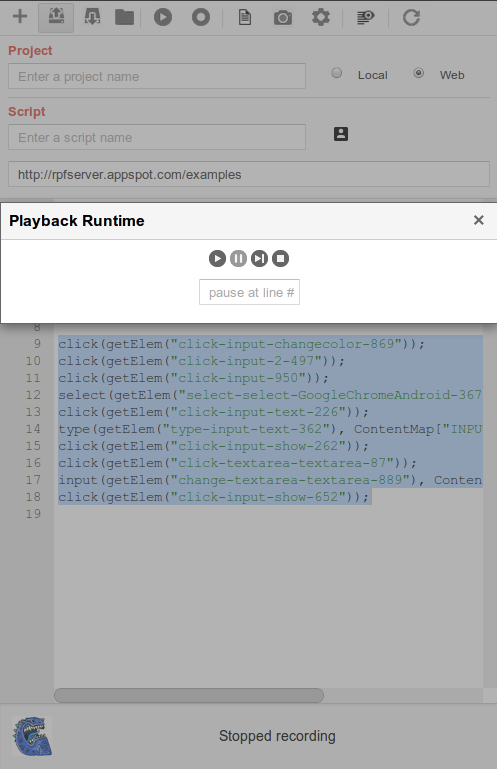 Project
Enter a project name
Local
Web
Script
Enter a script name
http://rpfserver.appspot.com/examples
Playback Runtime
×
pause at line #
8
9 click(getElem("click-input-changecolor-869"));
10 click(getElem("click-input-2-497"));
11 click(getElem("click-input-950"));
12 select(getElem("select-select-GoogleChromeAndroid-367
13 click(getElem("click-input-text-226"));
14 type(getElem("type-input-text-362"), ContentMap["INPU
15 click(getElem("click-input-show-262"));
16 click(getElem("click-textarea-textarea-87"));
17 input(getElem("change-textarea-textarea-889"), Conten
18 click(getElem("click-input-show-652"));
19
Stopped recording